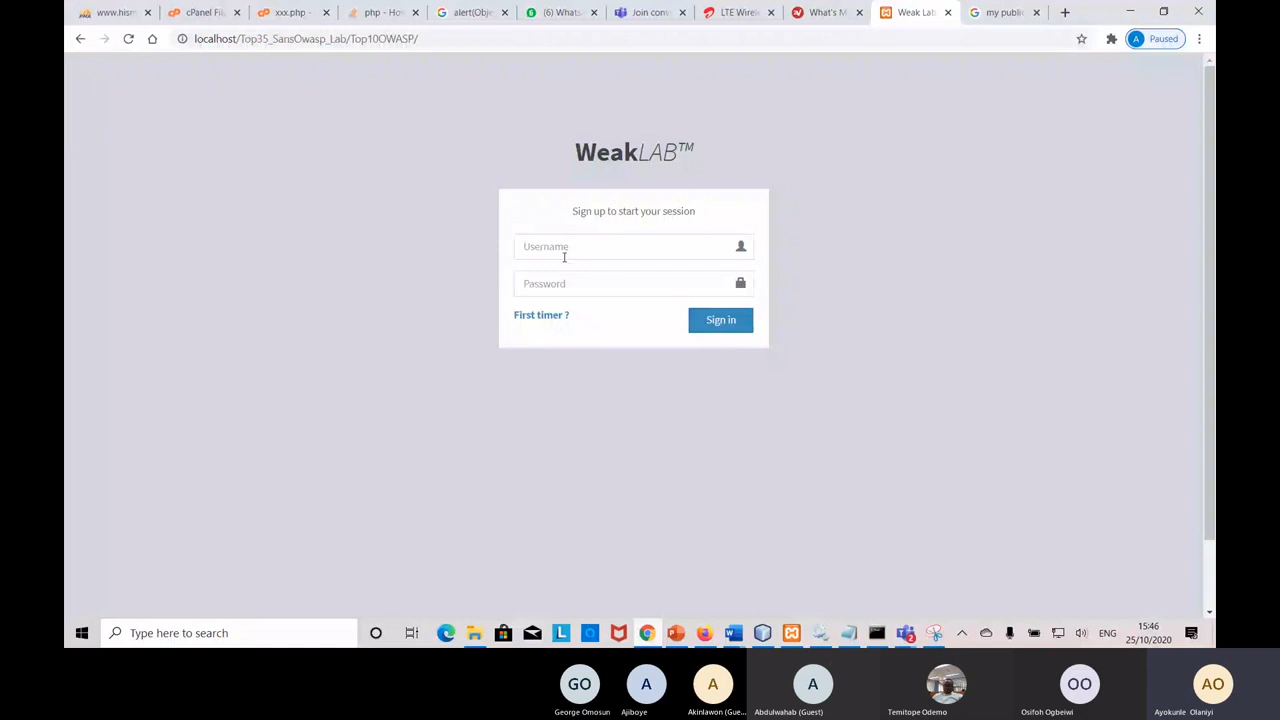 www.hism
cPanel Fil
xxx.php -
php - Ho
alert(Obje
(6) Whats
Join conv
LTE Wirele
What's M
Weak Lab
my public
localhost/Top35_SansOwasp_Lab/Top10OWASP/
A
Paused
WeakLAB™
Sign up to start your session
Username
Password
First timer ?
Sign in
Type here to search
ENG
15:46
25/10/2020
GO
A
A
A
OO
AO
George Omosun
Ajiboye
Akinlawon (Gue...
Abdulwahab (Guest)
Temitope Odemo
Osifoh Ogbeiwi
Ayokunle Olaniyi